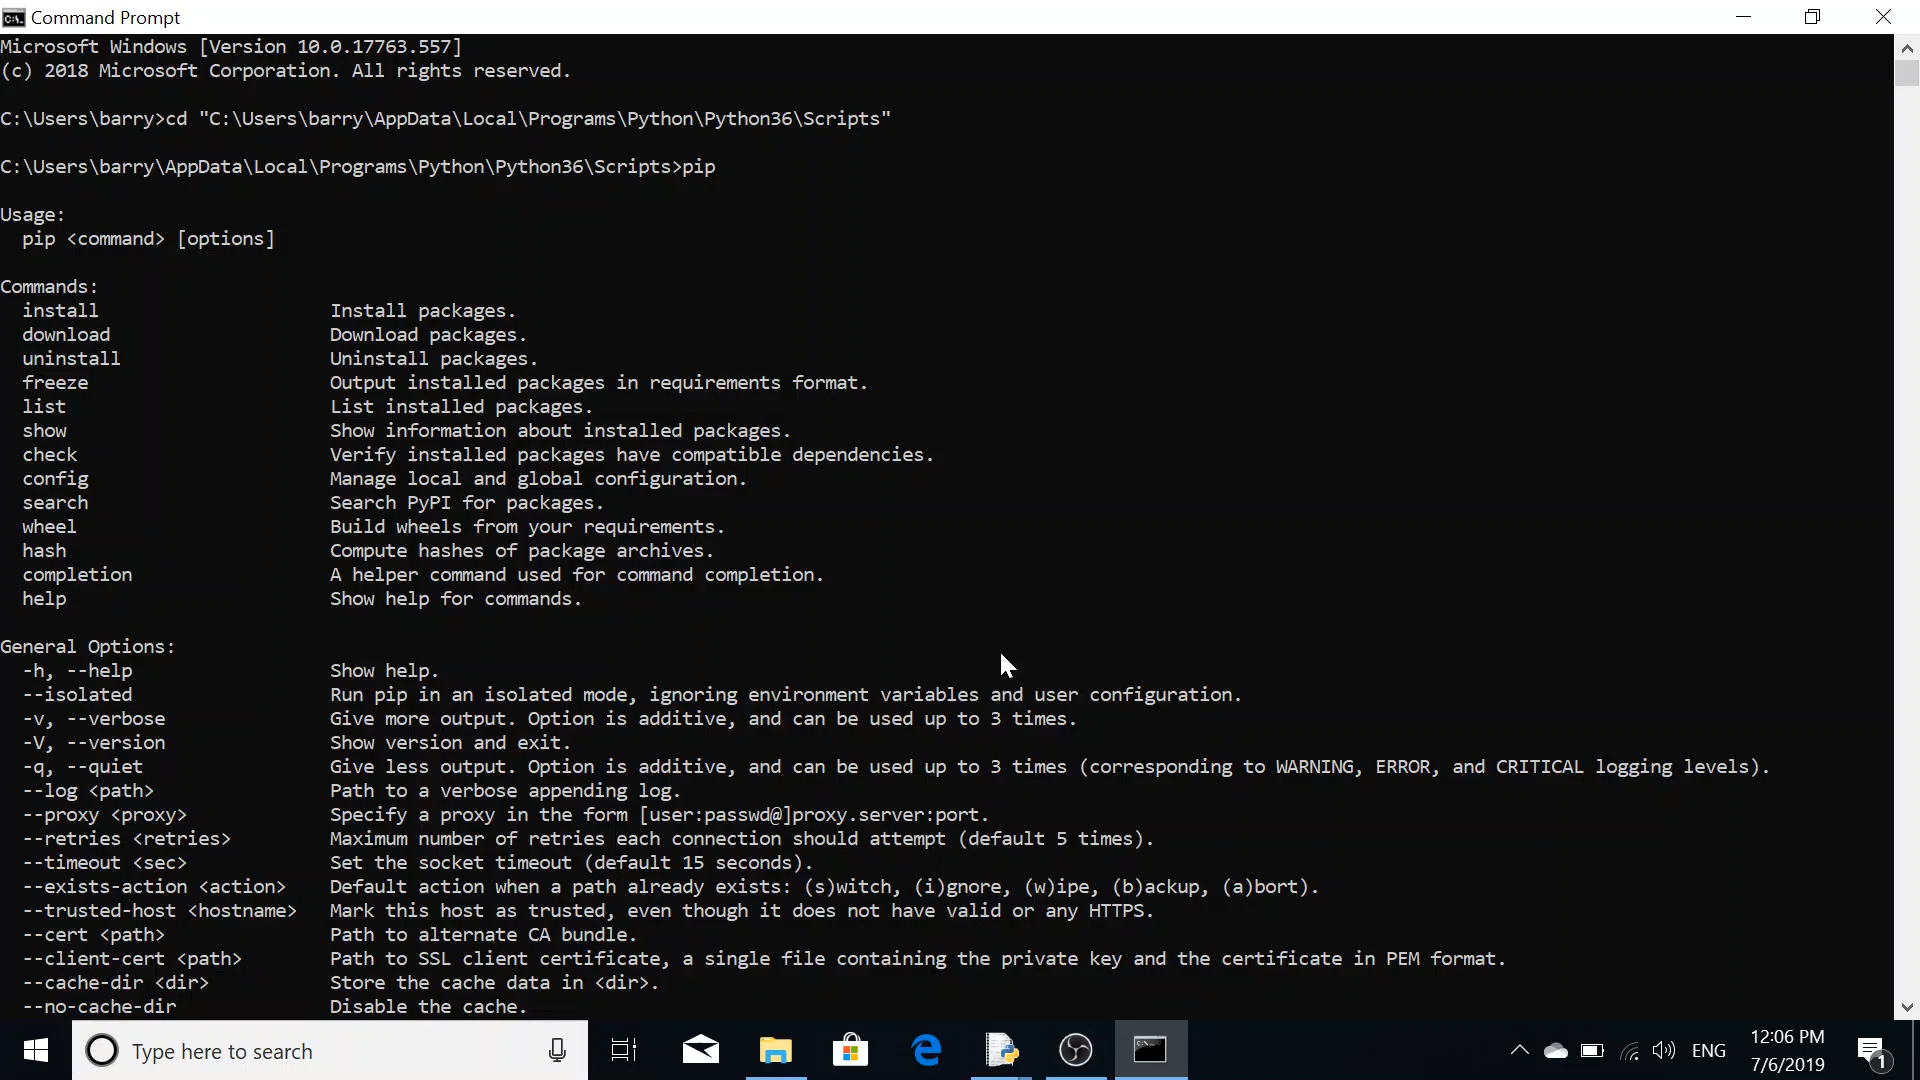 Command Prompt
Microsoft Windows [Version 10.0.17763.557]
(c) 2018 Microsoft Corporation. All rights reserved.
C:\Users\barry>cd "C:\Users\barry\AppData\Local\Programs\Python\Python36\Scripts"
C:\Users\barry\AppData\Local\Programs\Python\Python36\Scripts>pip
Usage:
  pip <command> [options]
Commands:
  install                     Install packages.
  download                    Download packages.
  uninstall                   Uninstall packages.
  freeze                      Output installed packages in requirements format.
  list                        List installed packages.
  show                        Show information about installed packages.
  check                       Verify installed packages have compatible dependencies.
  config                      Manage local and global configuration.
  search                      Search PyPI for packages.
  wheel                       Build wheels from your requirements.
  hash                        Compute hashes of package archives.
  completion                  A helper command used for command completion.
  help                        Show help for commands.
General Options:
  -h, --help                  Show help.
  --isolated                  Run pip in an isolated mode, ignoring environment variables and user configuration.
  -v, --verbose               Give more output. Option is additive, and can be used up to 3 times.
  -V, --version               Show version and exit.
  -q, --quiet                 Give less output. Option is additive, and can be used up to 3 times (corresponding to WARNING, ERROR, and CRITICAL logging levels).
  --log <path>                Path to a verbose appending log.
  --proxy <proxy>             Specify a proxy in the form [user:passwd@]proxy.server:port.
  --retries <retries>         Maximum number of retries each connection should attempt (default 5 times).
  --timeout <sec>             Set the socket timeout (default 15 seconds).
  --exists-action <action>    Default action when a path already exists: (s)witch, (i)gnore, (w)ipe, (b)ackup, (a)bort).
  --trusted-host <hostname>   Mark this host as trusted, even though it does not have valid or any HTTPS.
  --cert <path>               Path to alternate CA bundle.
  --client-cert <path>        Path to SSL client certificate, a single file containing the private key and the certificate in PEM format.
  --cache-dir <dir>           Store the cache data in <dir>.
  --no-cache-dir              Disable the cache.
Type here to search
ENG
12:06 PM
7/6/2019
1